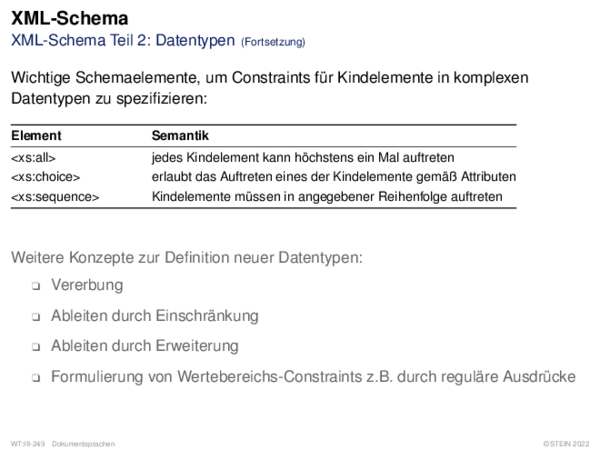 XML-Schema
XML-Schema Teil 2: Datentypen (Fortsetzung)
Wichtige Schemaelemente, um Constraints für Kindelemente in komplexen
Datentypen zu spezifizieren:
Element Semantik
<xs:all> jedes Kindelement kann höchstens ein Mal auftreten
<xs:choice> erlaubt das Auftreten eines der Kindelemente gemäß Attributen
<xs:sequence> Kindelemente müssen in angegebener Reihenfolge auftreten
Weitere Konzepte zur Definition neuer Datentypen:
❑ Vererbung
❑ Ableiten durch Einschränkung
❑ Ableiten durch Erweiterung
❑ Formulierung von Wertebereichs-Constraints z.B. durch reguläre Ausdrücke
WT:III-249 Dokumentsprachen ©STEIN 2022